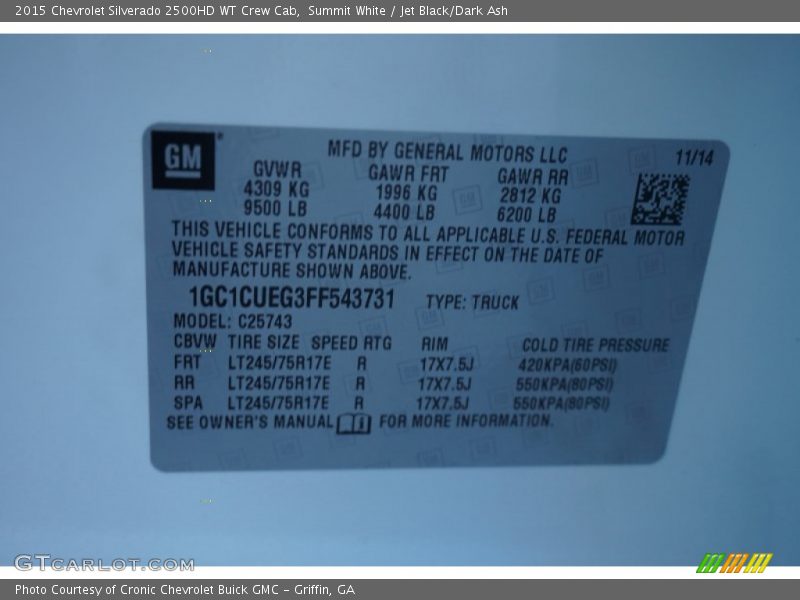 2015 Chevrolet Silverado 2500HD WT Crew Cab, Summit White / Jet Black/Dark Ash
GM
MFD BY GENERAL MOTORS LLC 11/14
GVWR GAWR FRT GAWR RR
4309 KG 1996 KG 2812 KG
9500 LB 4400 LB 6200 LB
THIS VEHICLE CONFORMS TO ALL APPLICABLE U.S. FEDERAL MOTOR
VEHICLE SAFETY STANDARDS IN EFFECT ON THE DATE OF
MANUFACTURE SHOWN ABOVE.
1GC1CUEG3FF543731 TYPE: TRUCK
MODEL: C25743
CBVW TIRE SIZE SPEED RTG RIM COLD TIRE PRESSURE
FRT LT245/75R17E R 17X7.5J 420KPA(60PSI)
RR LT245/75R17E R 17X7.5J 550KPA(80PSI)
SPA LT245/75R17E R 17X7.5J 550KPA(80PSI)
SEE OWNER'S MANUAL FOR MORE INFORMATION.
GTCARLOT.COM
Photo Courtesy of Cronic Chevrolet Buick GMC – Griffin, GA